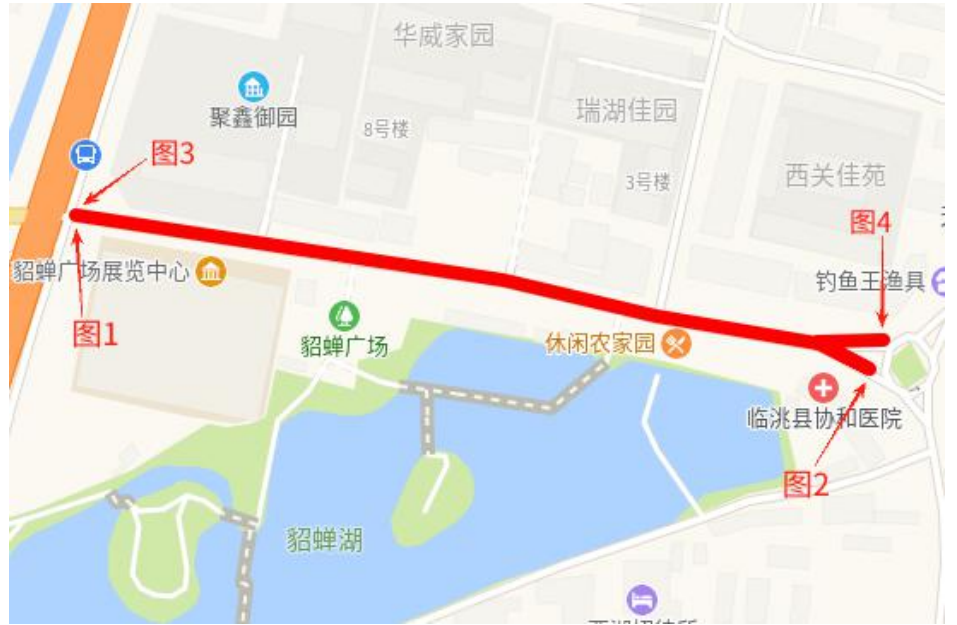 华威家园
聚鑫御园
瑞湖佳园
8号楼
图3
3号楼
西关佳苑
图4
貂蝉广场展览中心
钓鱼王渔具
图1
貂蝉广场
休闲农家园
临洮县协和医院
图2
貂蝉湖